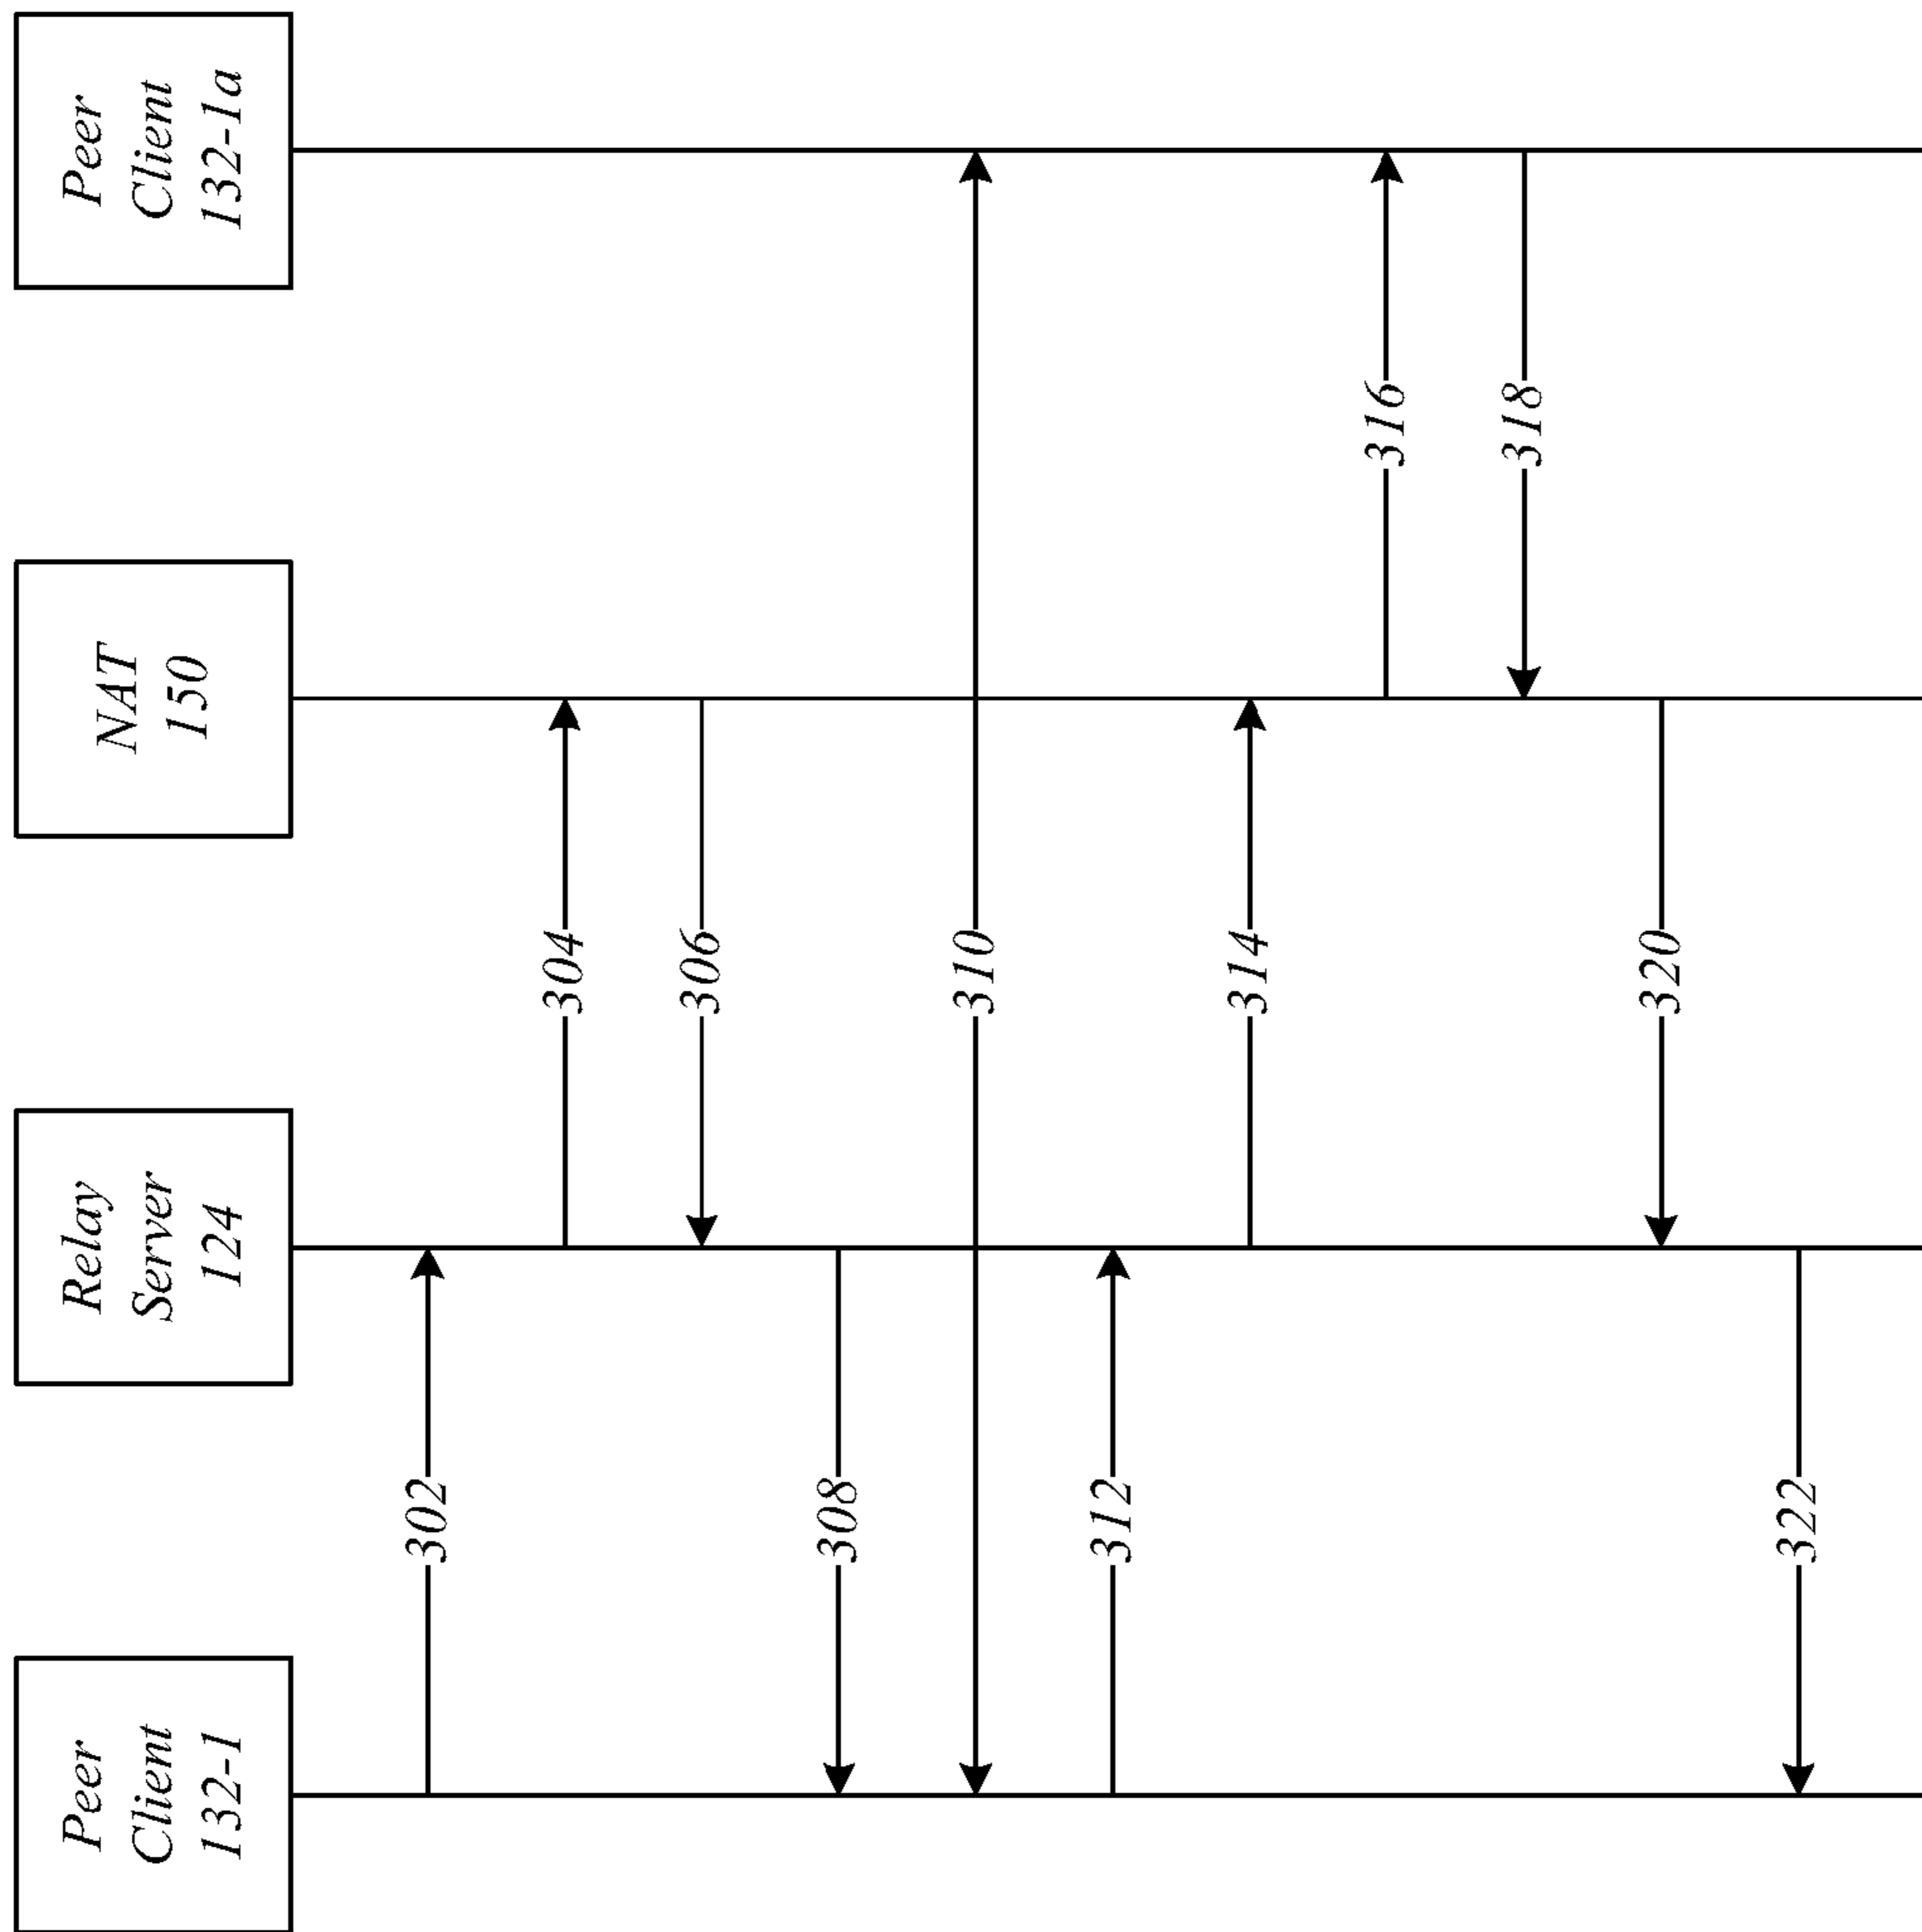 Peer
Client
132-1
Relay
Server
124
NAT
150
Peer
Client
132-1a
302
304
306
308
310
312
314
316
318
320
322